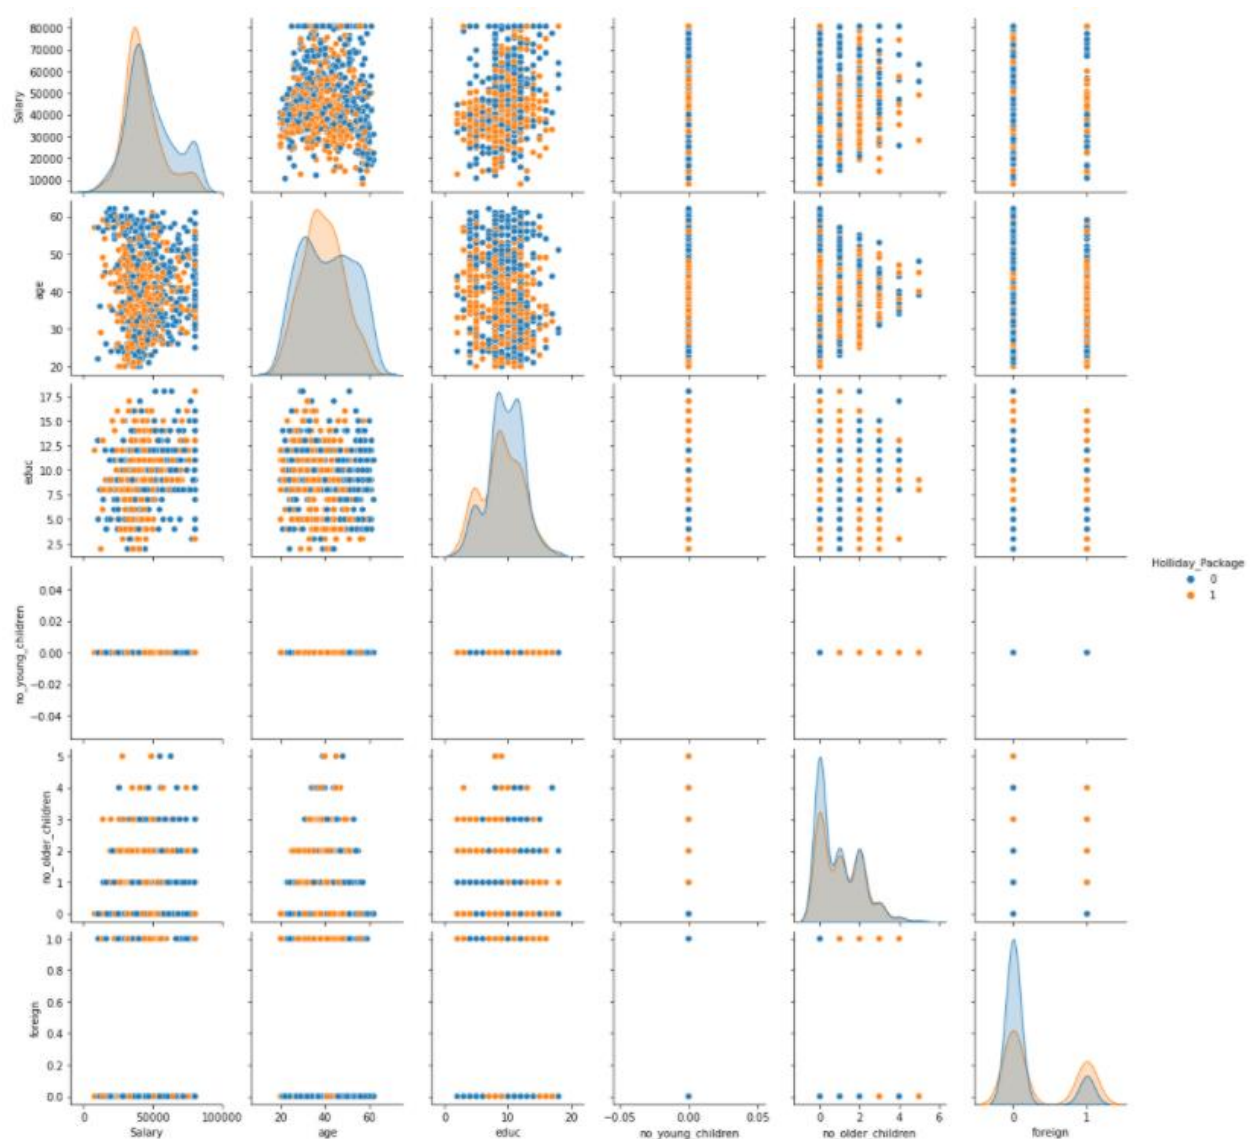 80000
70000
60000
50000
40000
30000
20000
10000
Salary
60
50
40
30
20
age
17.5
15.0
12.5
10.0
7.5
5.0
2.5
educ
0.04
0.02
0.00
−0.02
−0.04
no_young_children
Holliday_Package
0
1
5
4
3
2
1
0
no_older_children
1.0
0.8
0.6
0.4
0.2
0.0
foreign
0 50000 100000
Salary
20 40 60
age
0 10 20
educ
−0.05 0.00 0.05
no_young_children
0 2 4 6
no_older_children
0 1
foreign